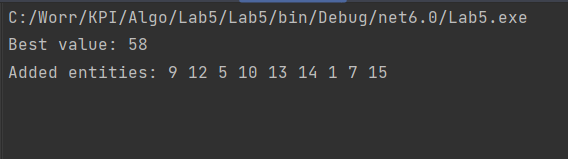 C:/Worr/KPI/Algo/Lab5/Lab5/bin/Debug/net6.0/Lab5.exe
Best value: 58
Added entities: 9 12 5 10 13 14 1 7 15